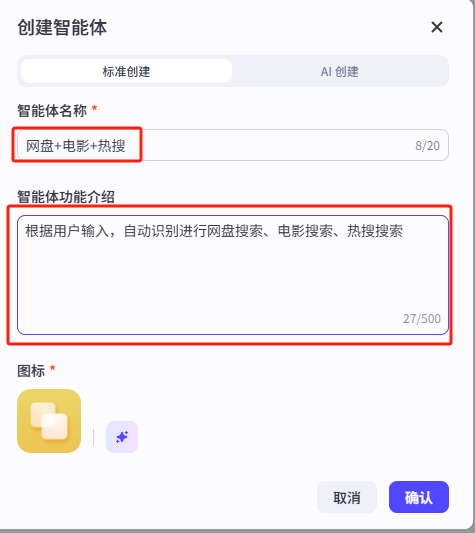 创建智能体
标准创建 AI 创建
智能体名称 *
网盘+电影+热搜 8/20
智能体功能介绍
根据用户输入，自动识别进行网盘搜索、电影搜索、热搜搜索
27/500
图标 *
取消 确认